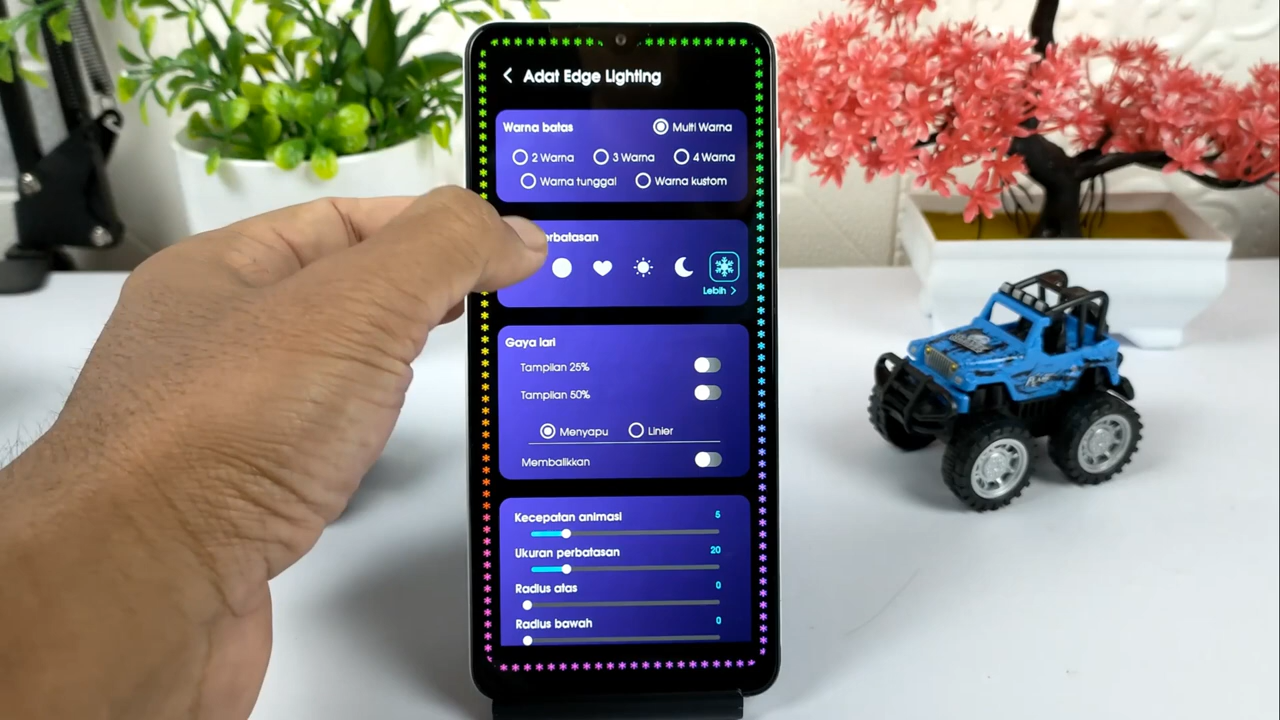 Adat Edge Lighting
Warna batas
Multi Warna
2 Warna
3 Warna
4 Warna
Warna tunggal
Warna kustom
Lebih >
Gaya lari
Tampilan 25%
Tampilan 50%
Menyapu
Linier
Membalikkan
Kecepatan animasi
5
Ukuran perbatasan
20
Radius atas
0
Radius bawah
0